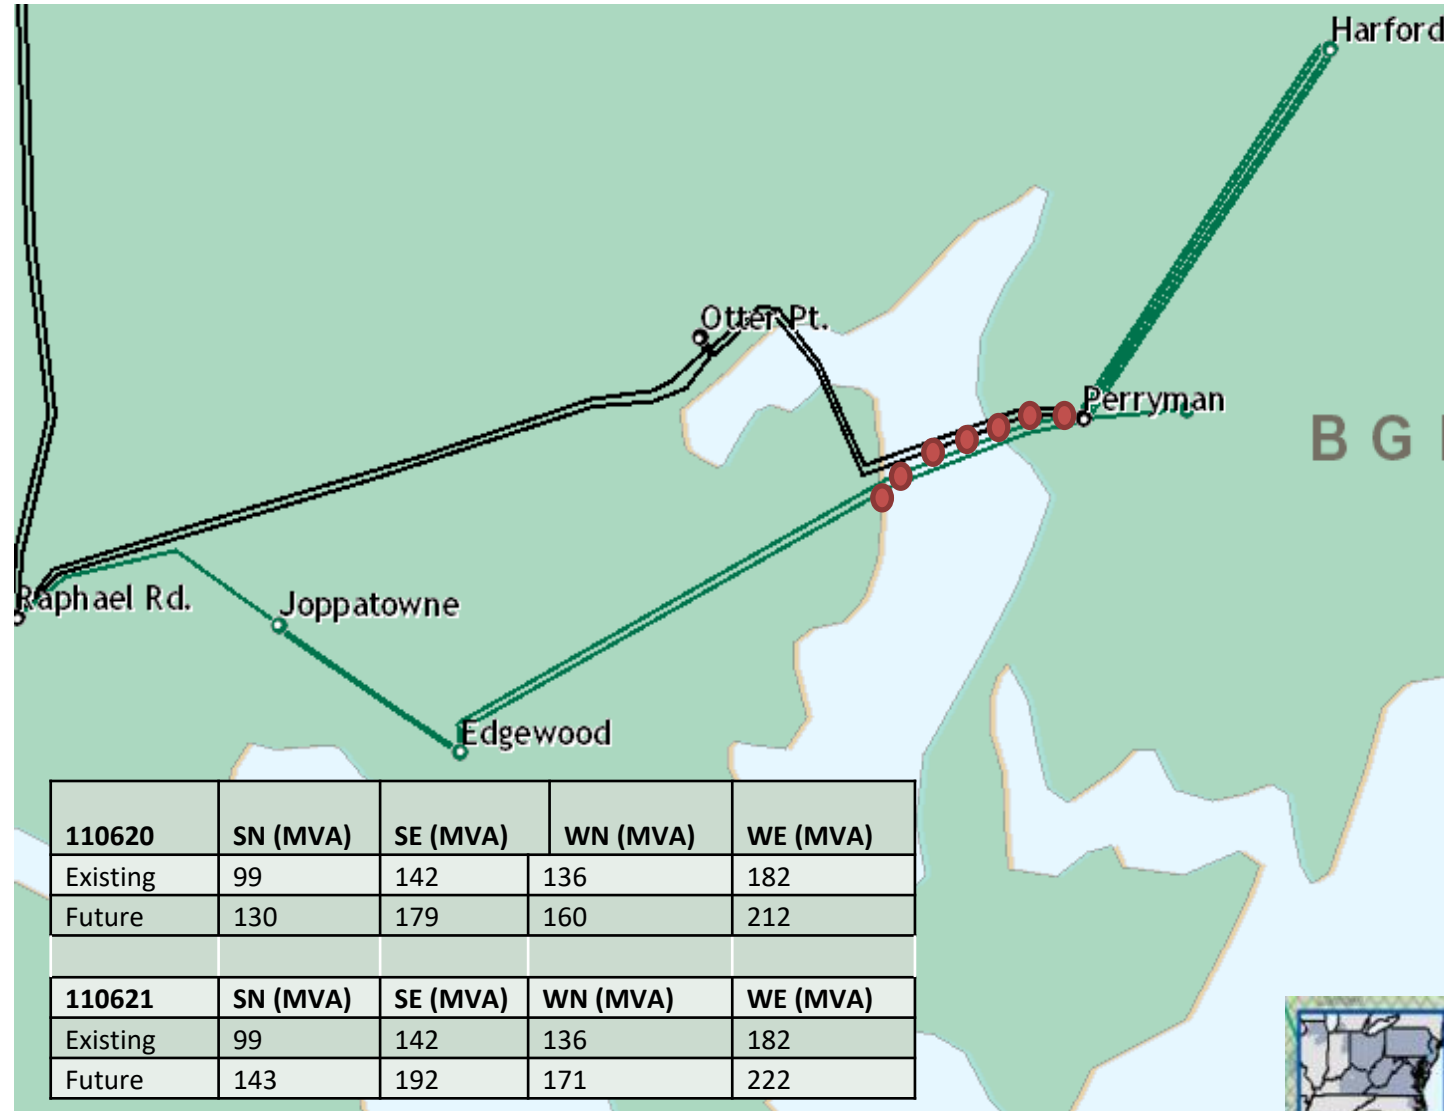 Harford
Otter Pt.
Perryman
B G
Raphael Rd.
Joppatowne
Edgewood
110620 SN (MVA) SE (MVA) WN (MVA) WE (MVA)
Existing 99 142 136 182
Future 130 179 160 212
110621 SN (MVA) SE (MVA) WN (MVA) WE (MVA)
Existing 99 142 136 182
Future 143 192 171 222